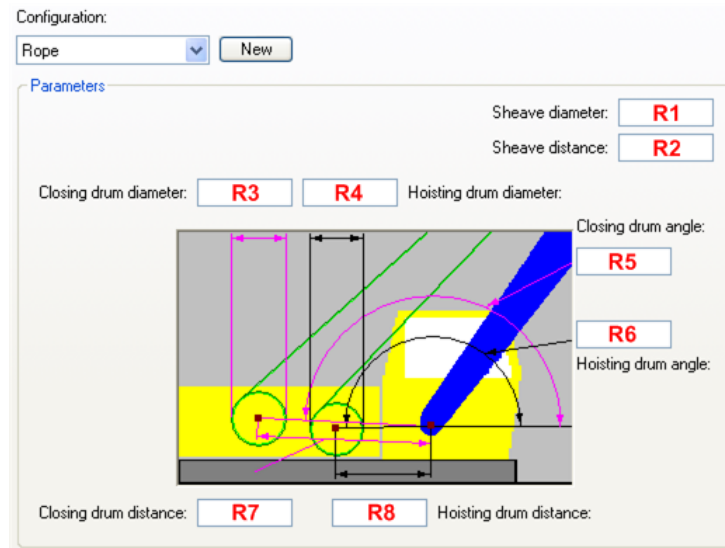 Configuration:
Rope New
Parameters
Sheave diameter: R1
Sheave distance: R2
Closing drum diameter: R3 R4 Hoisting drum diameter:
Closing drum angle:
R5
R6
Hoisting drum angle:
Closing drum distance: R7 R8 Hoisting drum distance: